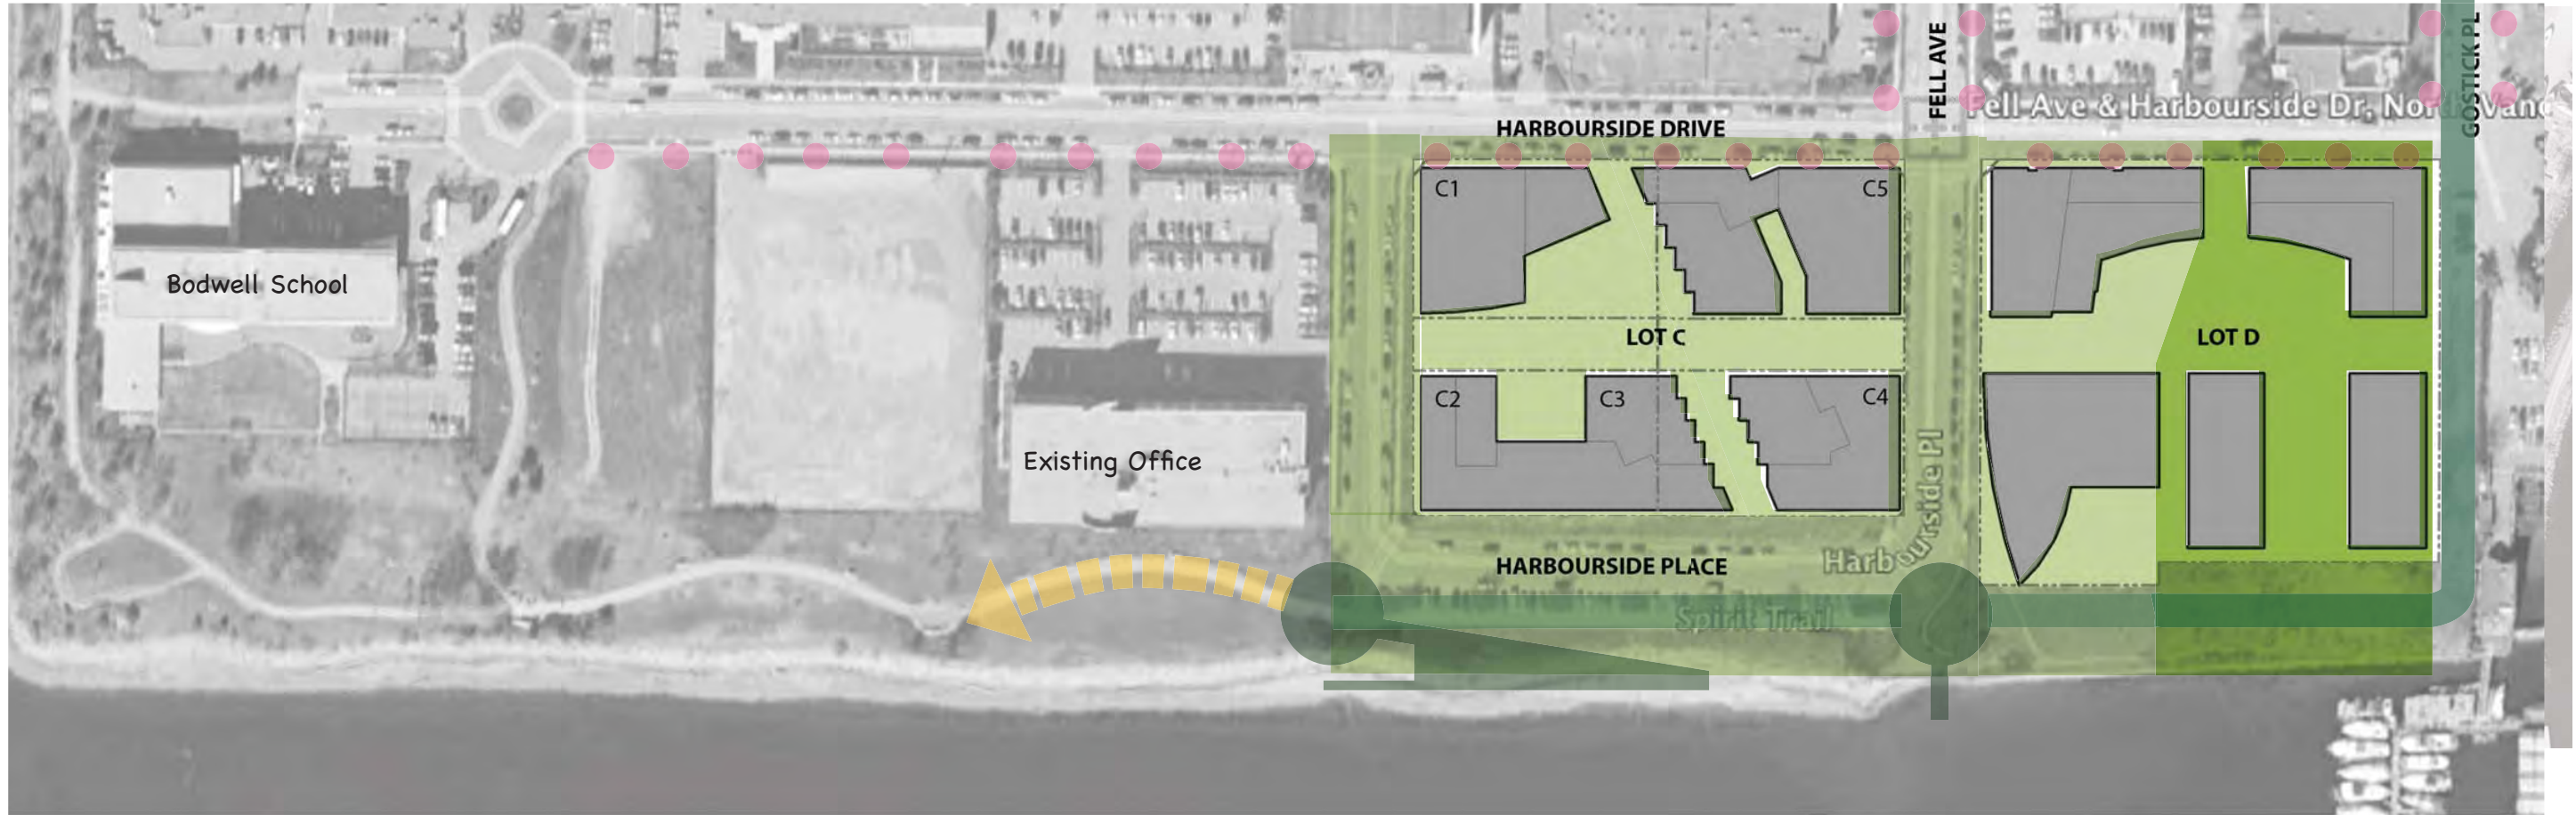 FELL AVE
GOSTICK PL
Fell Ave & Harbourside Dr, North Vanc
HARBOURSIDE DRIVE
C1
C5
Bodwell School
LOT C
LOT D
C2
C3
C4
Existing Office
Harbourside Pl
HARBOURSIDE PLACE
Spirit Trail